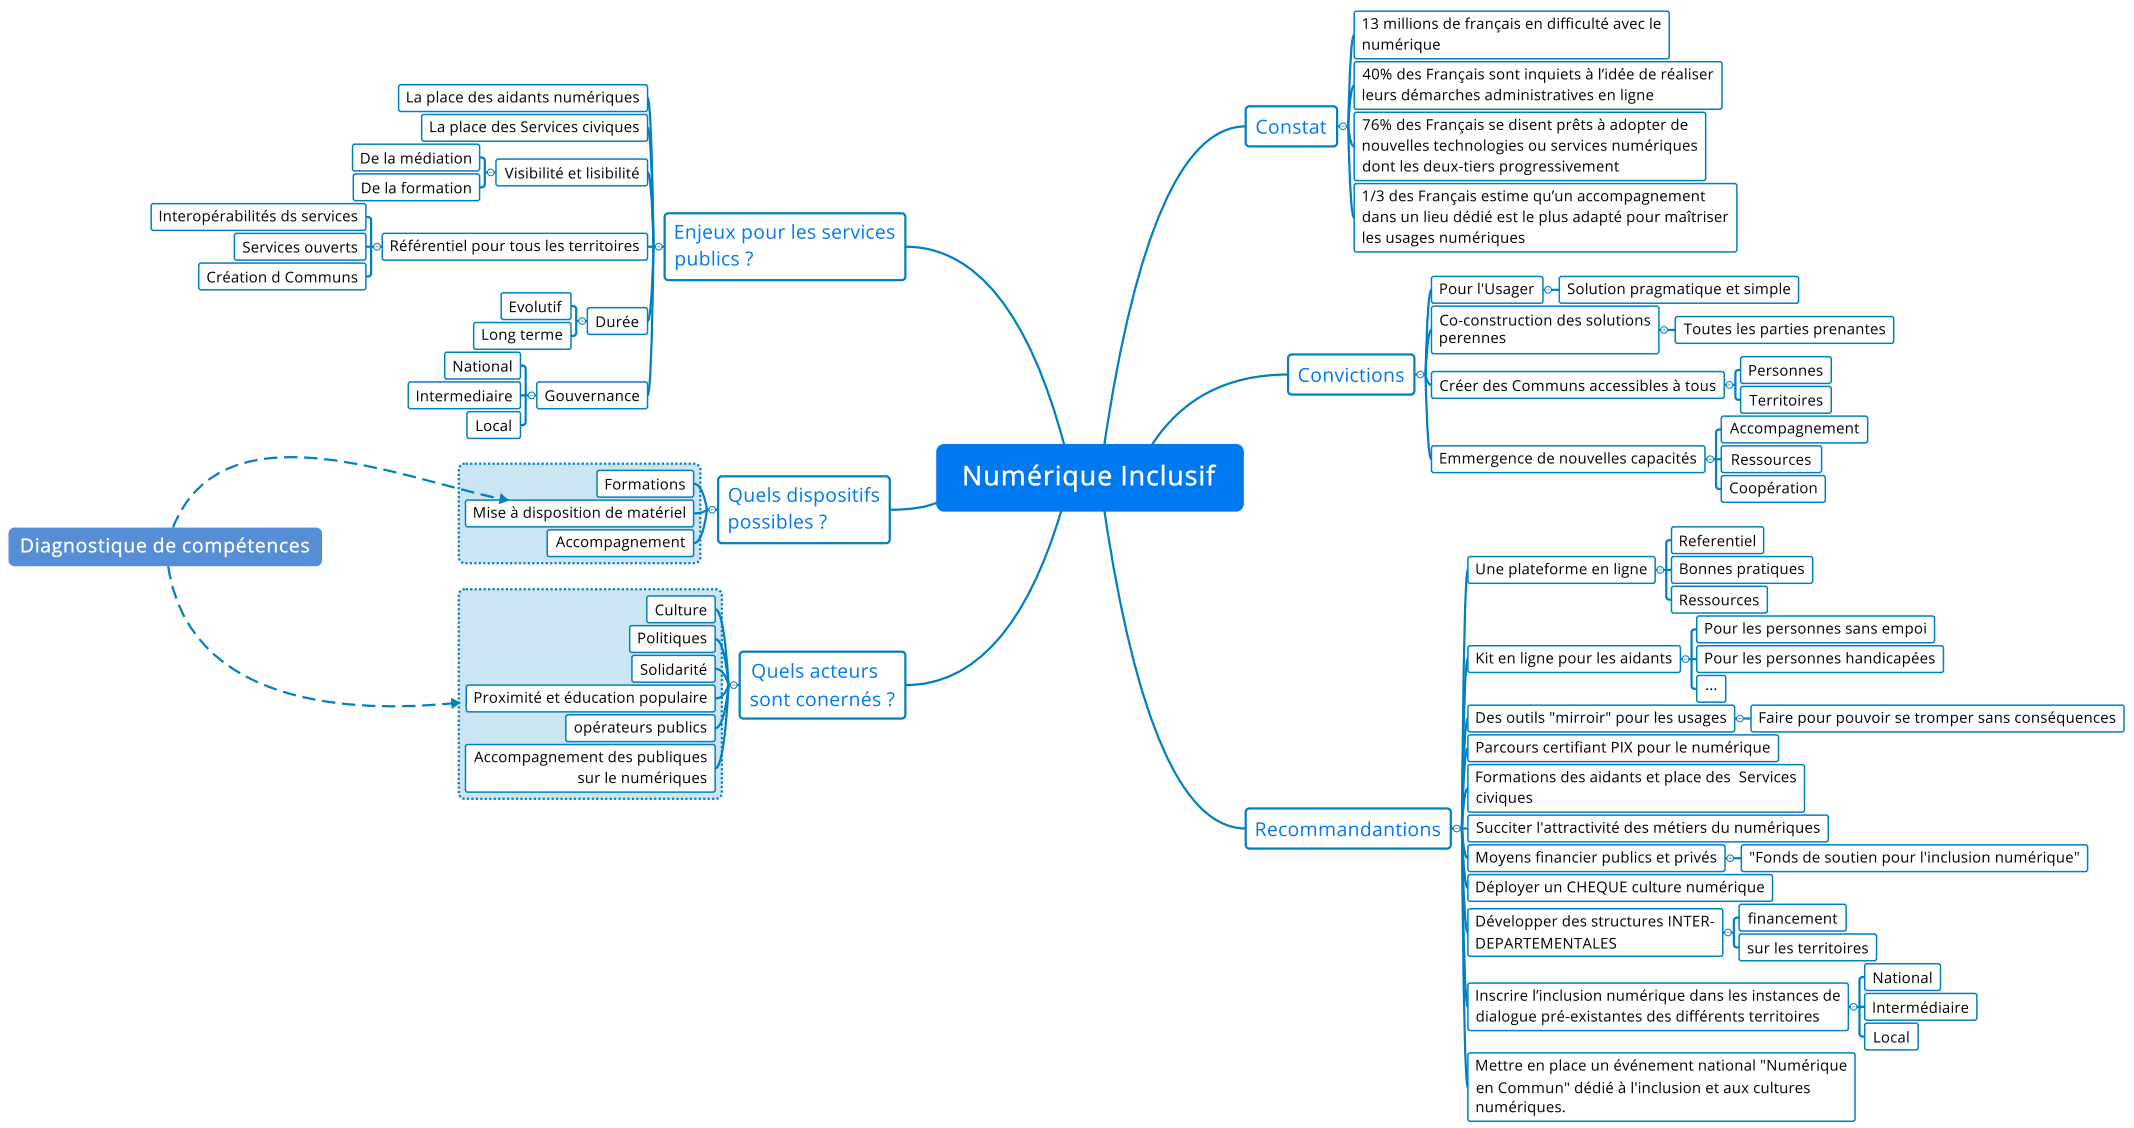 Numérique Inclusif
Constat
13 millions de français en difficulté avec le
numérique
40% des Français sont inquiets à l’idée de réaliser
leurs démarches administratives en ligne
76% des Français se disent prêts à adopter de
nouvelles technologies ou services numériques
dont les deux-tiers progressivement
1/3 des Français estime qu’un accompagnement
dans un lieu dédié est le plus adapté pour maîtriser
les usages numériques
Convictions
Pour l'Usager
Solution pragmatique et simple
Co-construction des solutions
perennes
Toutes les parties prenantes
Créer des Communs accessibles à tous
Personnes
Territoires
Emmergence de nouvelles capacités
Accompagnement
Ressources
Coopération
Recommandantions
Une plateforme en ligne
Réferentiel
Bonnes pratiques
Ressources
Kit en ligne pour les aidants
Pour les personnes sans empoi
Pour les personnes handicapées
...
Des outils "mirroir" pour les usages
Faire pour pouvoir se tromper sans conséquences
Parcours certifiant PIX pour le numérique
Formations des aidants et place des  Services
civiques
Succiter l'attractivité des métiers du numériques
Moyens financier publics et privés
"Fonds de soutien pour l'inclusion numérique"
Déployer un CHEQUE culture numérique
Développer des structures INTER-
DEPARTEMENTALES
financement
sur les territoires
Inscrire l’inclusion numérique dans les instances de
dialogue pré-existantes des différents territoires
National
Intermédiaire
Local
Mettre en place un événement national "Numérique
en Commun" dédié à l'inclusion et aux cultures
numériques.
Enjeux pour les services
publics ?
La place des aidants numériques
La place des Services civiques
Visibilité et lisibilité
De la médiation
De la formation
Référentiel pour tous les territoires
Interopérabilités ds services
Services ouverts
Création d Communs
Durée
Evolutif
Long terme
Gouvernance
National
Intermediaire
Local
Quels dispositifs
possibles ?
Formations
Mise à disposition de matériel
Accompagnement
Quels acteurs
sont conernés ?
Culture
Politiques
Solidarité
Proximité et éducation populaire
opérateurs publics
Accompagnement des publiques
sur le numériques
Diagnostique de compétences